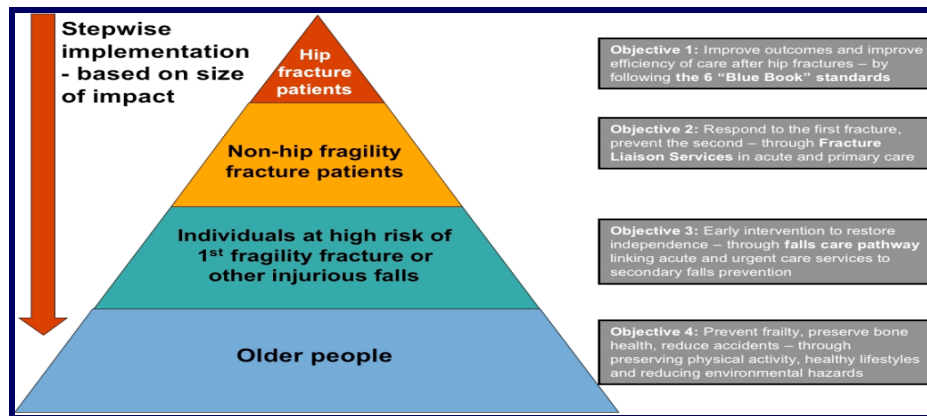 Stepwise
implementation
- based on size
of impact
Hip
fracture
patients
Objective 1: Improve outcomes and improve
efficiency of care after hip fractures – by
following the 6 “Blue Book” standards
Non-hip fragility
fracture patients
Objective 2: Respond to the first fracture,
prevent the second – through Fracture
Liaison Services in acute and primary care
Individuals at high risk of
1st fragility fracture or
other injurious falls
Objective 3: Early intervention to restore
independence – through falls care pathway
linking acute and urgent care services to
secondary falls prevention
Older people
Objective 4: Prevent frailty, preserve bone
health, reduce accidents – through
preserving physical activity, healthy lifestyles
and reducing environmental hazards